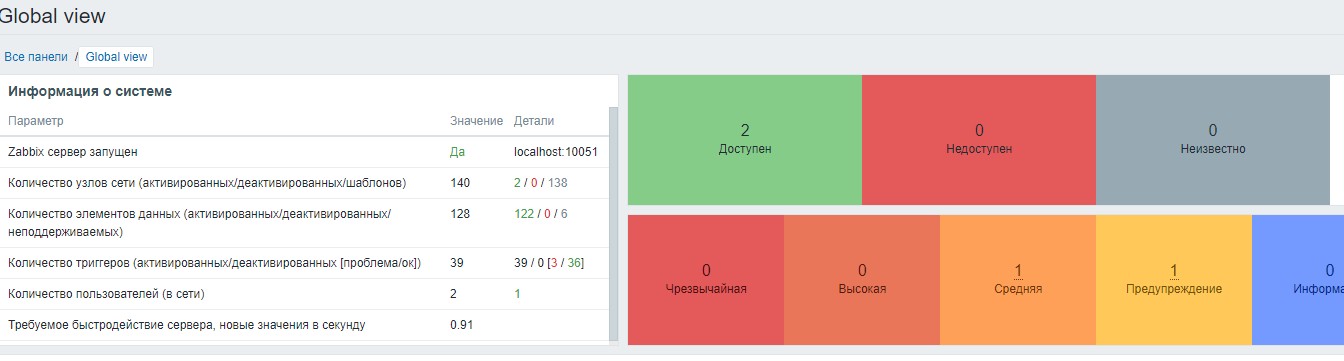 Global view
Все панели / Global view
Информация о системе
Параметр Значение Детали
Zabbix сервер запущен Да localhost:10051
Количество узлов сети (активированных/деактивированных/шаблонов) 140 2 / 0 / 138
Количество элементов данных (активированных/деактивированных/ 128 122 / 0 / 6
неподдерживаемых)
Количество триггеров (активированных/деактивированных [проблема/ок]) 39 39 / 0 [3 / 36]
Количество пользователей (в сети) 2 1
Требуемое быстродействие сервера, новые значения в секунду 0.91
2 0 0
Доступен Недоступен Неизвестно
0 0 1 1 0
Чрезвычайная Высокая Средняя Предупреждение Информа